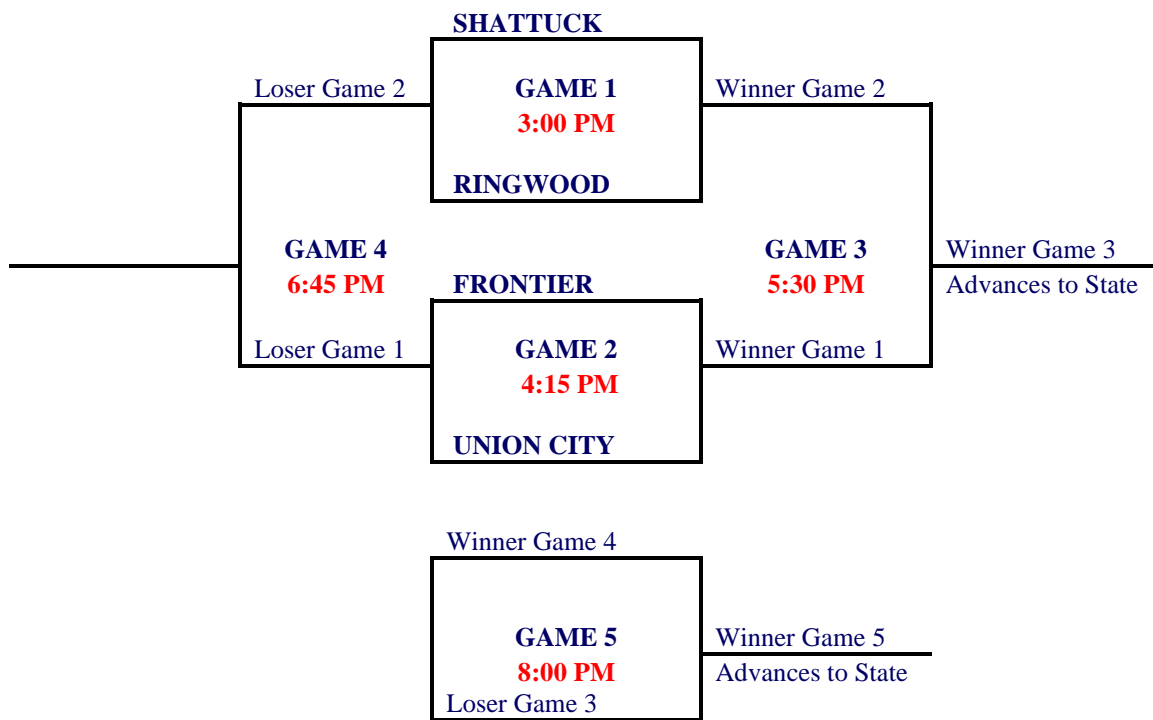 SHATTUCK
Loser Game 2
GAME 1
Winner Game 2
3:00 PM
RINGWOOD
GAME 4
GAME 3
Winner Game 3
6:45 PM
FRONTIER
5:30 PM
Advances to State
Loser Game 1
GAME 2
Winner Game 1
4:15 PM
UNION CITY
Winner Game 4
GAME 5
Winner Game 5
8:00 PM
Advances to State
Loser Game 3